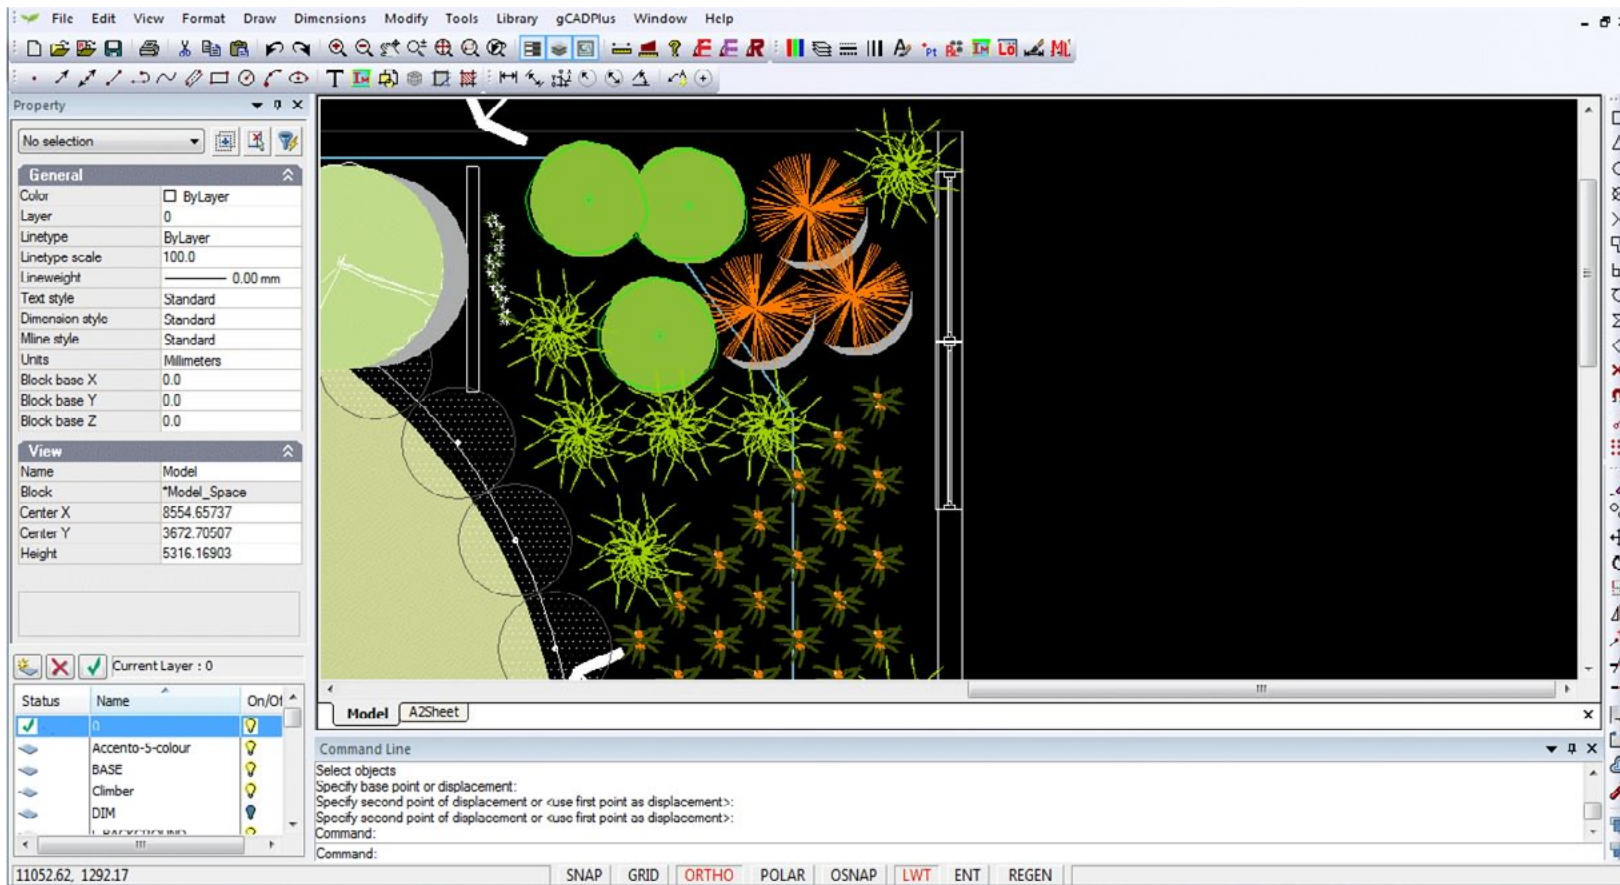 File Edit View Format Draw Dimensions Modify Tools Library gCADPlus Window Help
Property
No selection
General
Color ByLayer
Layer 0
Linetype ByLayer
Linetype scale 100.0
Lineweight 0.00 mm
Text style Standard
Dimension style Standard
Mline style Standard
Units Millimeters
Block base X 0.0
Block base Y 0.0
Block base Z 0.0
View
Name Model
Block *Model_Space
Center X 8554.65737
Center Y 3672.70507
Height 5316.16903
Current Layer : 0
Status Name On/Of
0
Accento-5-colour
BASE
Climber
DIM
Model A2Sheet
Command Line
Select objects
Specify base point or displacement:
Specify second point of displacement or <use first point as displacement>:
Specify second point of displacement or <use first point as displacement>:
Command:
Command:
11052.62, 1292.17 SNAP GRID ORTHO POLAR OSNAP LWT ENT REGEN